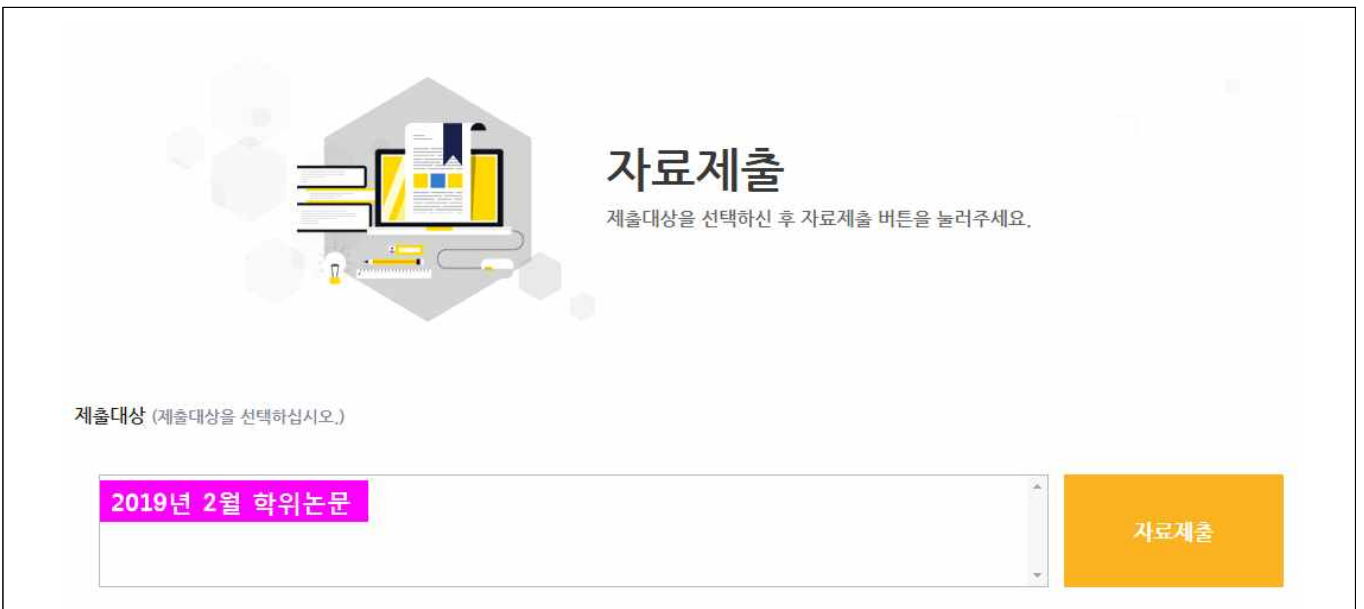 자료제출
제출대상을 선택하신 후 자료제출 버튼을 눌러주세요.
제출대상 (제출대상을 선택하십시오.)
2019년 2월 학위논문
자료제출